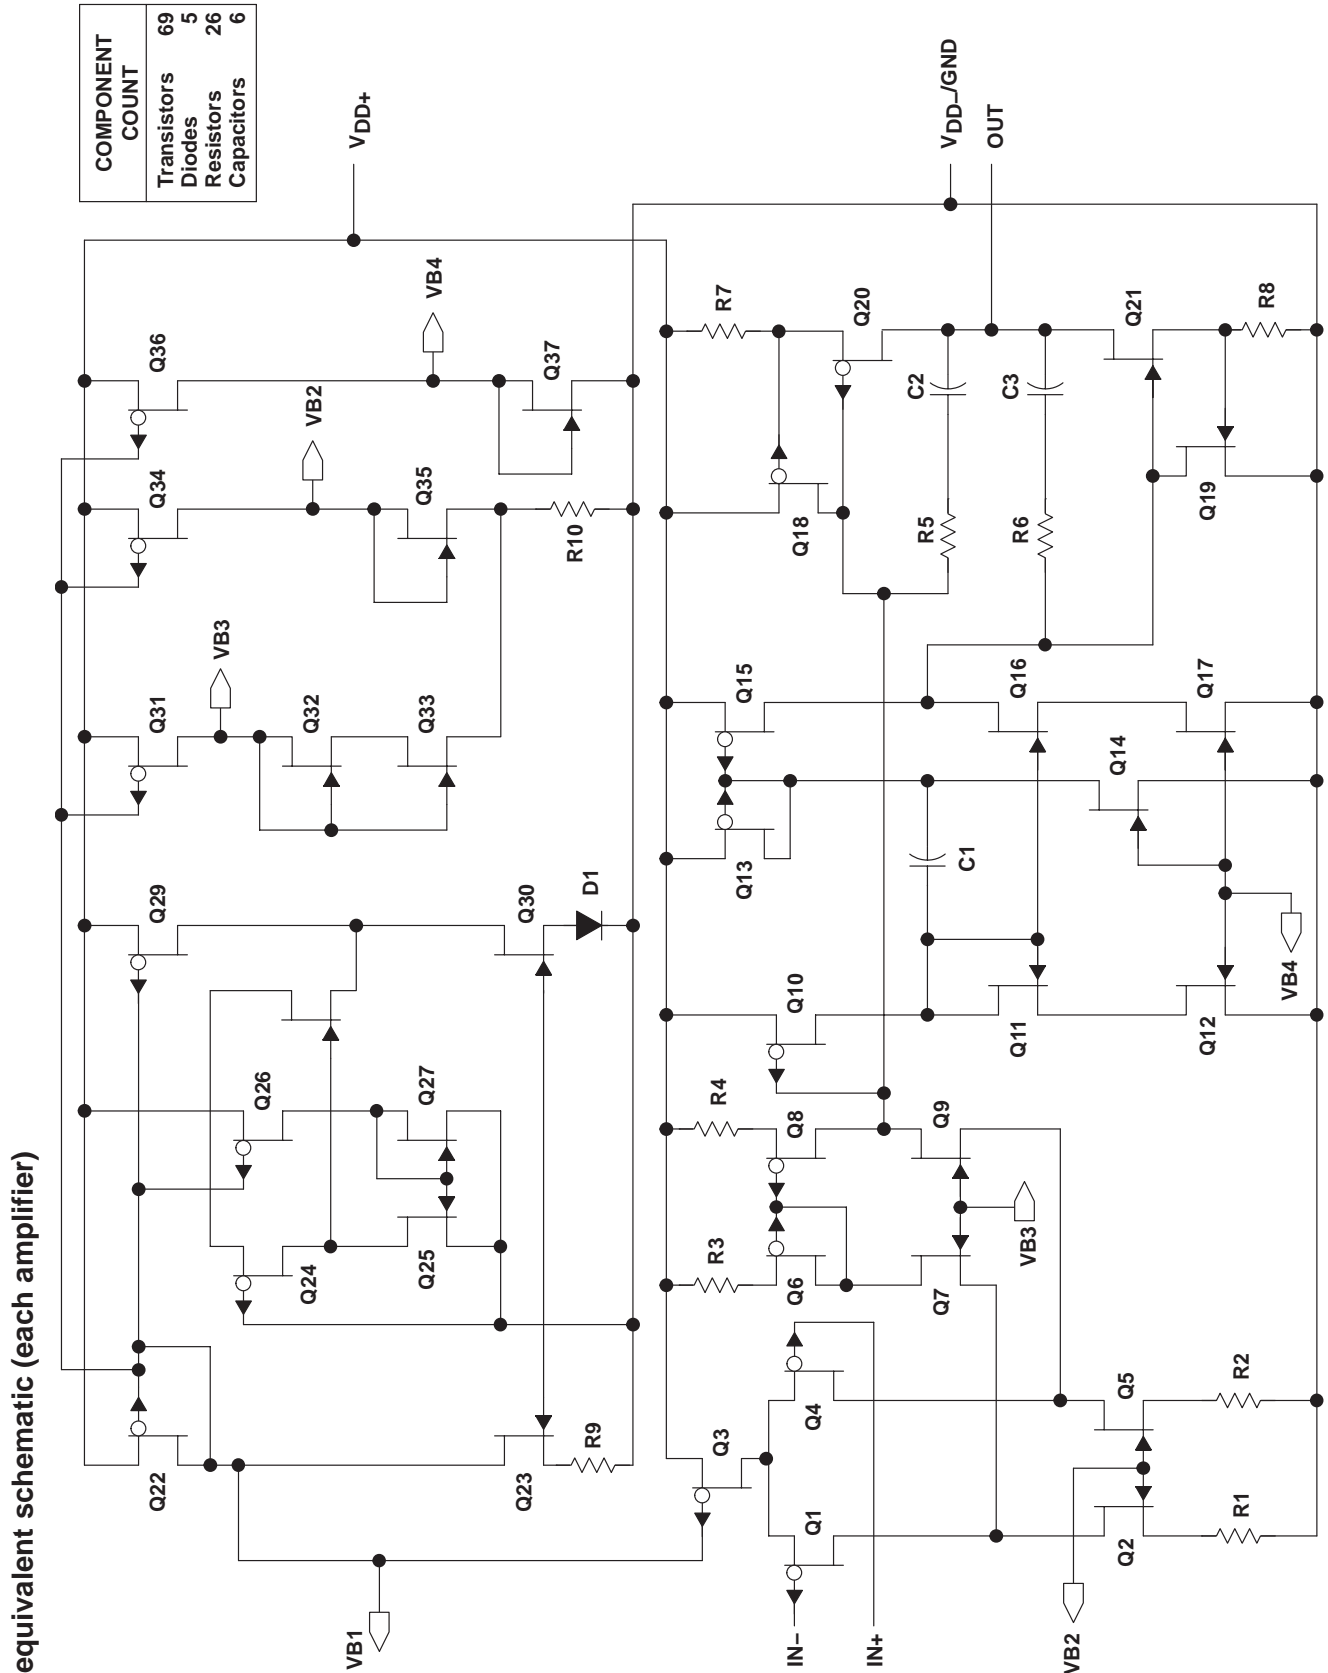 equivalent schematic (each amplifier)
COMPONENT
COUNT
Transistors 69
Diodes 5
Resistors 26
Capacitors 6
VDD+
Q22
Q23
R9
VB1
Q24
Q25
Q26
Q27
Q29
Q30
D1
Q31
VB3
Q32
Q33
Q34
VB2
Q35
R10
Q36
VB4
Q37
VDD–/GND
OUT
IN–
IN+
VB2
Q1
Q2
R1
Q3
Q4
Q5
R2
R3
Q6
Q7
VB3
R4
Q8
Q9
Q10
Q11
Q12
VB4
C1
Q13
Q14
Q15
Q16
Q17
Q18
R5
R6
Q19
R7
Q20
C2
C3
Q21
R8